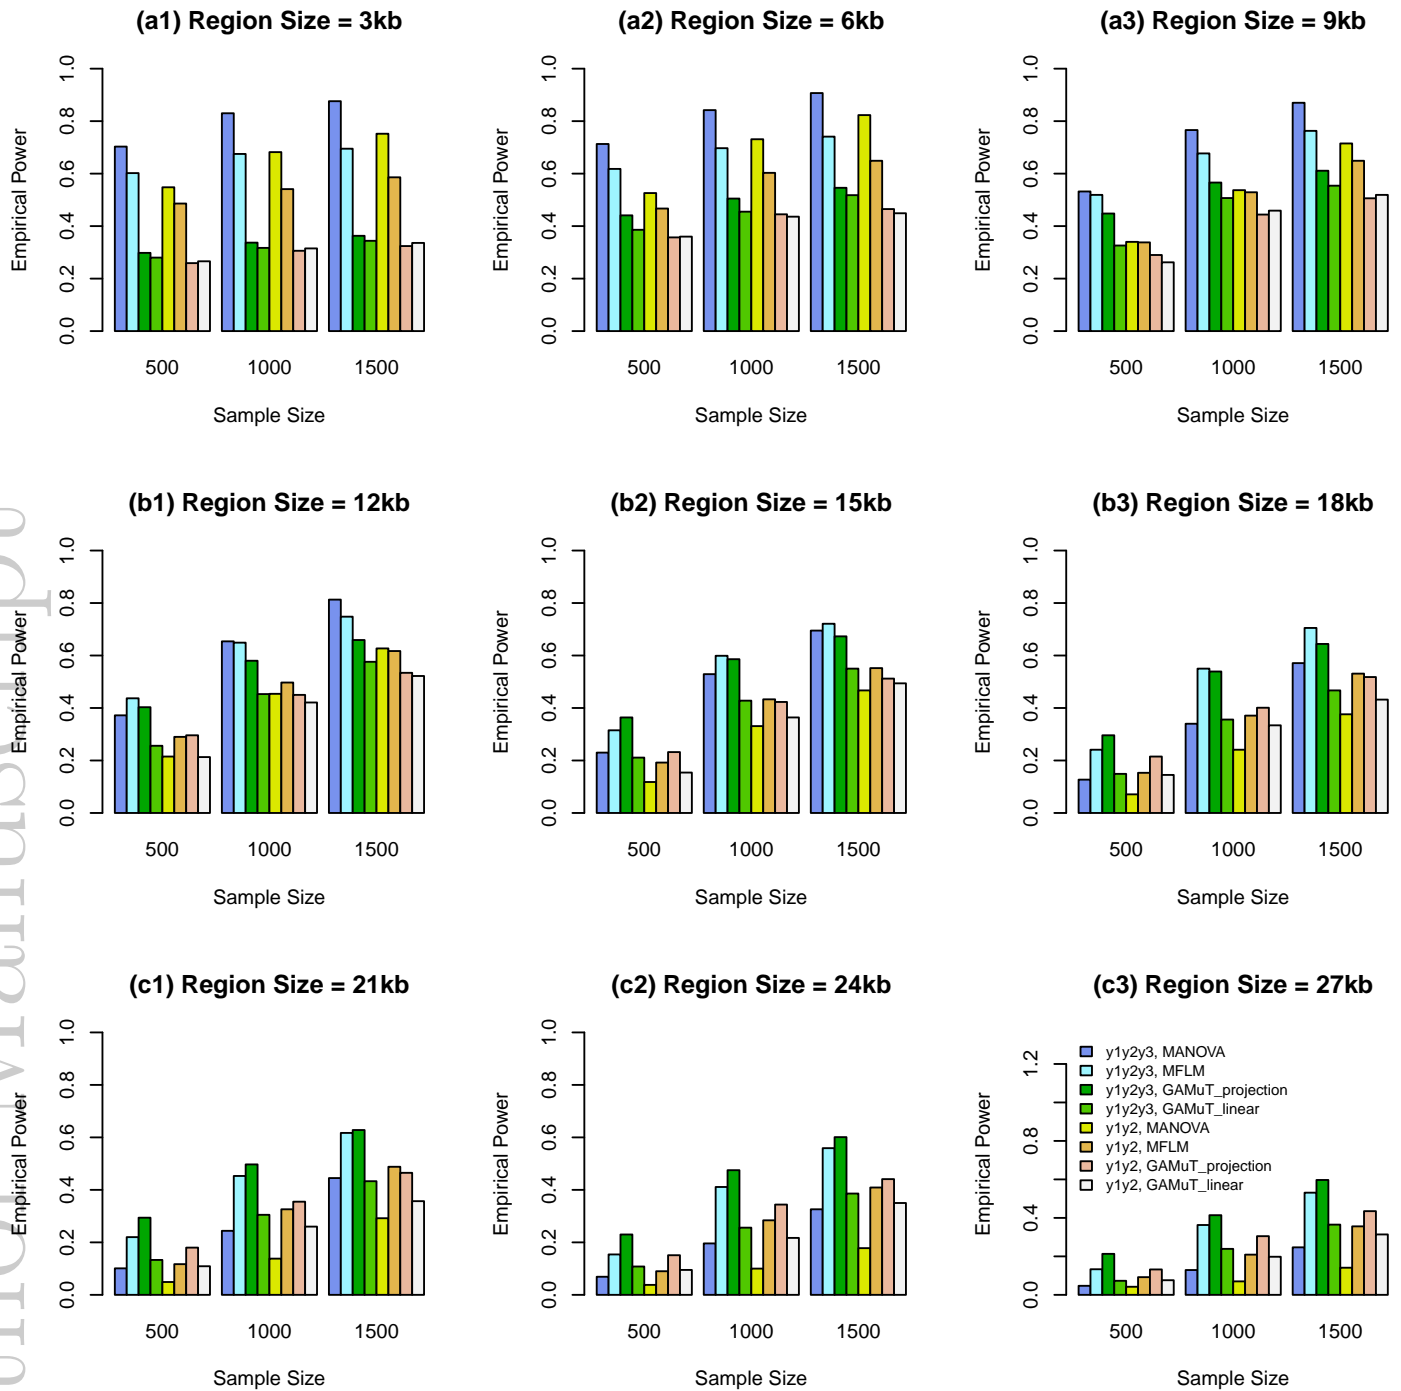 (a1) Region Size = 3kb
(a2) Region Size = 6kb
(a3) Region Size = 9kb
Empirical Power
0.0 0.2 0.4 0.6 0.8 1.0
500 1000 1500
Sample Size
Empirical Power
0.0 0.2 0.4 0.6 0.8 1.0
500 1000 1500
Sample Size
Empirical Power
0.0 0.2 0.4 0.6 0.8 1.0
500 1000 1500
Sample Size
(b1) Region Size = 12kb
(b2) Region Size = 15kb
(b3) Region Size = 18kb
Empirical Power
0.0 0.2 0.4 0.6 0.8 1.0
500 1000 1500
Sample Size
Empirical Power
0.0 0.2 0.4 0.6 0.8 1.0
500 1000 1500
Sample Size
Empirical Power
0.0 0.2 0.4 0.6 0.8 1.0
500 1000 1500
Sample Size
(c1) Region Size = 21kb
(c2) Region Size = 24kb
(c3) Region Size = 27kb
Empirical Power
0.0 0.2 0.4 0.6 0.8 1.0
500 1000 1500
Sample Size
Empirical Power
0.0 0.2 0.4 0.6 0.8 1.0
500 1000 1500
Sample Size
Empirical Power
0.0 0.4 0.8 1.2
y1y2y3, MANOVA
y1y2y3, MFLM
y1y2y3, GAMuT_projection
y1y2y3, GAMuT_linear
y1y2, MANOVA
y1y2, MFLM
y1y2, GAMuT_projection
y1y2, GAMuT_linear
500 1000 1500
Sample Size